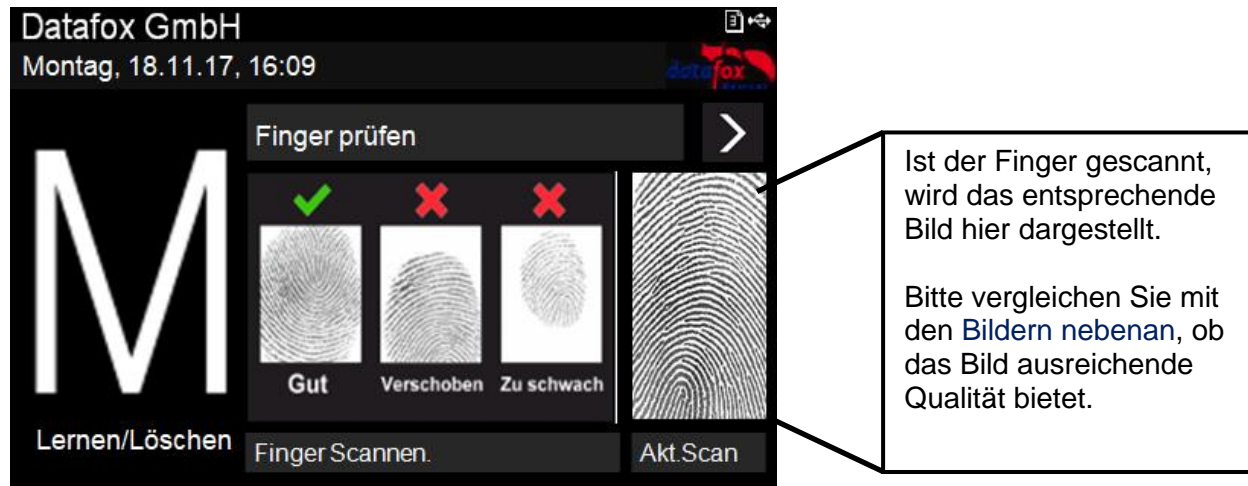 Datafox GmbH
Montag, 18.11.17, 16:09
datafox
Finger prüfen
M
Gut
Verschoben
Zu schwach
Lernen/Löschen
Finger Scannen.
Akt.Scan
Ist der Finger gescannt,
wird das entsprechende
Bild hier dargestellt.
Bitte vergleichen Sie mit
den Bildern nebenan, ob
das Bild ausreichende
Qualität bietet.